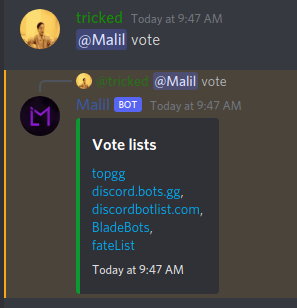 tricked Today at 9:47 AM
@Malil vote
@tricked @Malil vote
Malil BOT Today at 9:47 AM
Vote lists
topgg
discord.bots.gg,
discordbotlist.com,
BladeBots,
fateList
Today at 9:47 AM